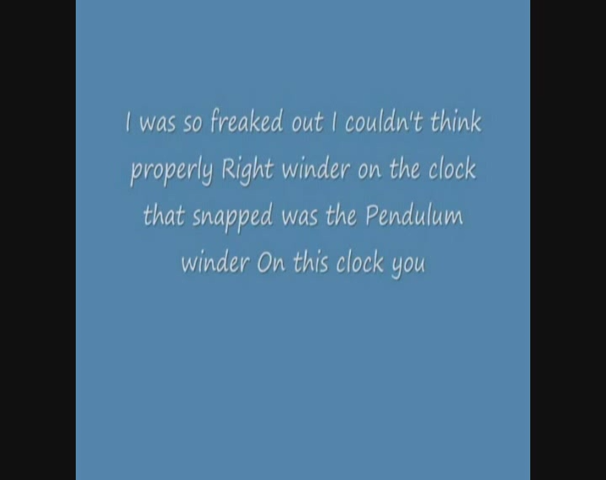 I was so freaked out I couldn't think
properly Right winder on the clock
that snapped was the Pendulum
winder On this clock you